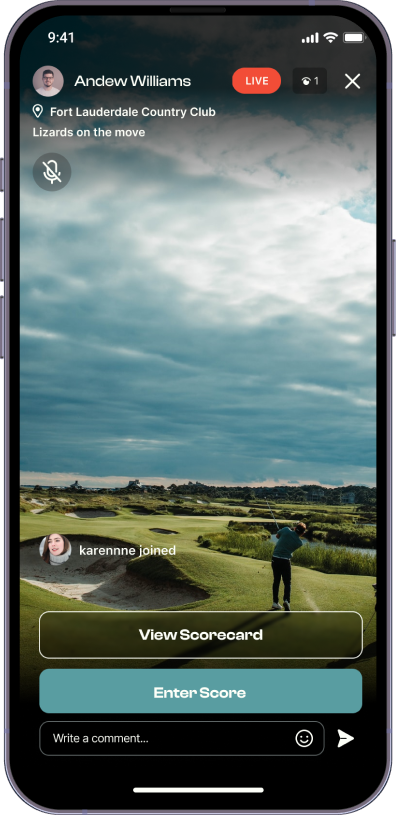 9:41
Andew Williams LIVE 1
Fort Lauderdale Country Club
Lizards on the move
karennne joined
View Scorecard
Enter Score
Write a comment...